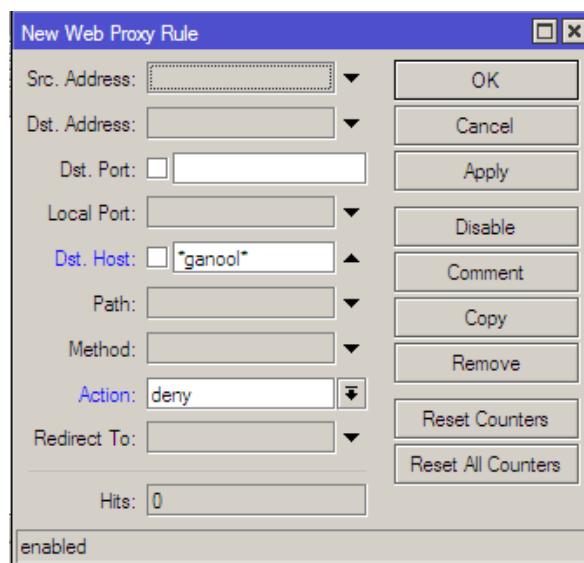 New Web Proxy Rule
Src. Address:
OK
Dst. Address:
Cancel
Dst. Port:
Apply
Local Port:
Disable
Dst. Host: *ganool*
Comment
Path:
Copy
Method:
Remove
Action: deny
Reset Counters
Redirect To:
Reset All Counters
Hits: 0
enabled